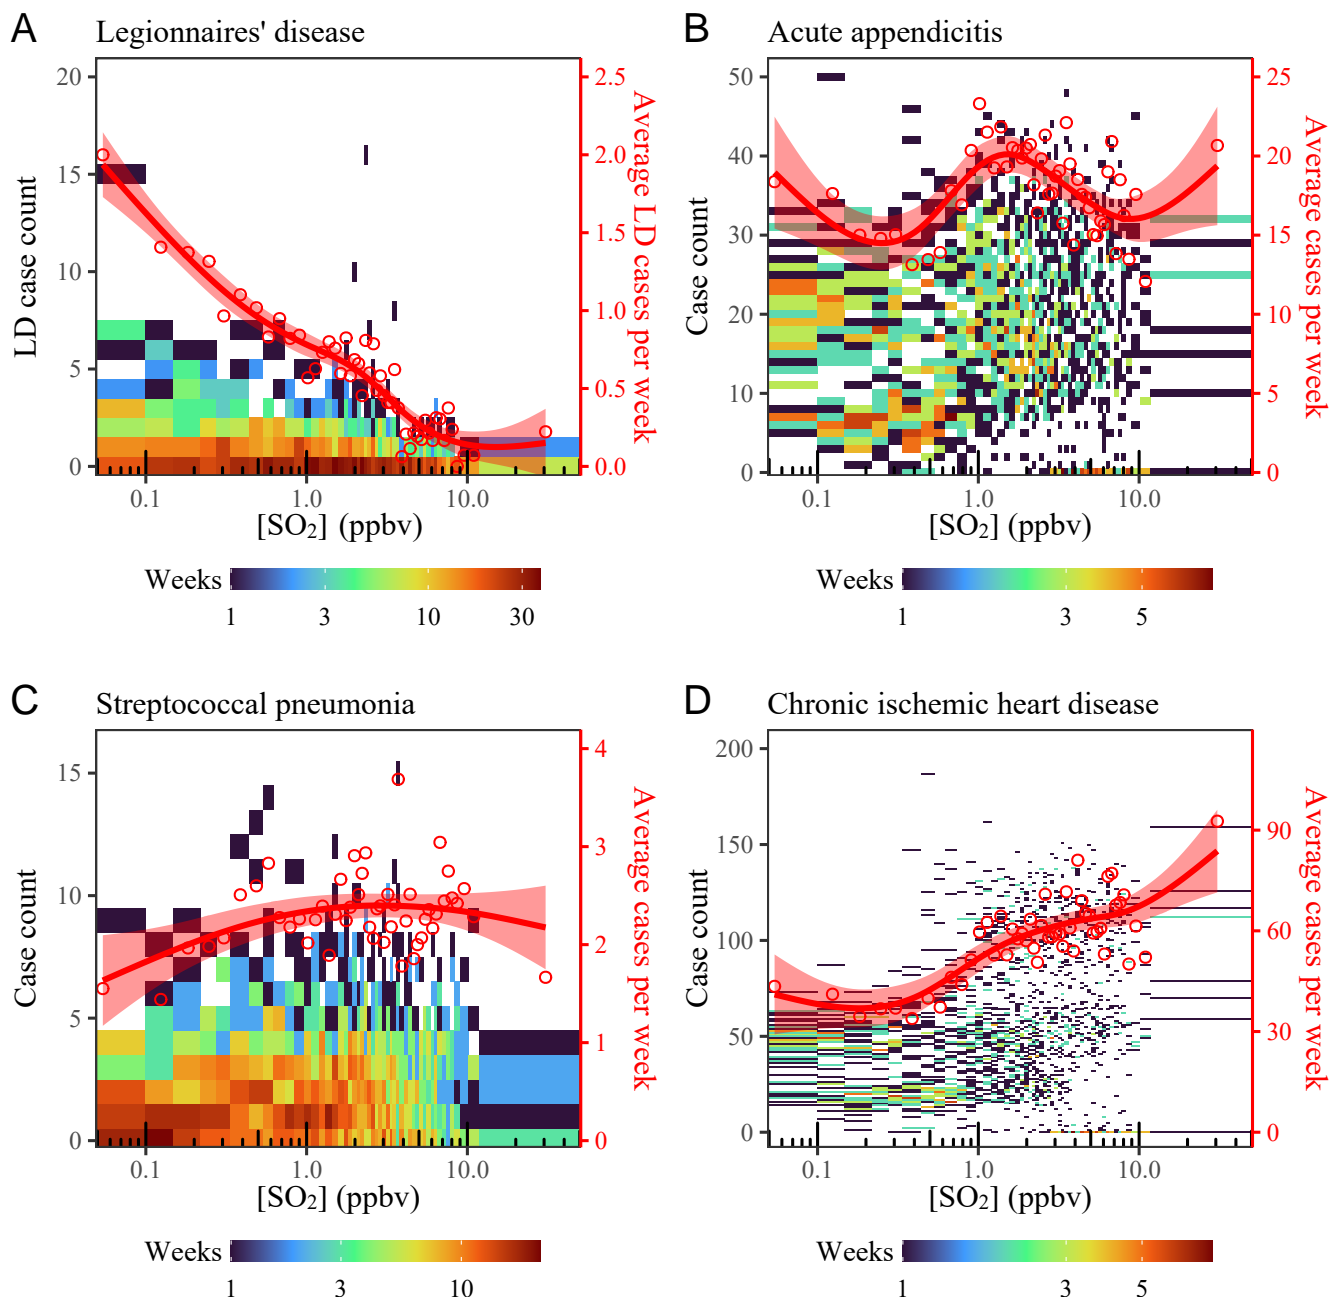 A Legionnaires' disease
20
15
10
5
0
LD case count
2.5
2.0
1.5
1.0
0.5
0.0
Average LD cases per week
0.1 1.0 10.0
[SO₂] (ppbv)
Weeks
1 3 10 30
B Acute appendicitis
50
40
30
20
10
0
Case count
25
20
15
10
5
0
Average cases per week
0.1 1.0 10.0
[SO₂] (ppbv)
Weeks
1 3 5
C Streptococcal pneumonia
15
10
5
0
Case count
4
3
2
1
0
Average cases per week
0.1 1.0 10.0
[SO₂] (ppbv)
Weeks
1 3 10
D Chronic ischemic heart disease
200
150
100
50
0
Case count
90
60
30
0
Average cases per week
0.1 1.0 10.0
[SO₂] (ppbv)
Weeks
1 3 5